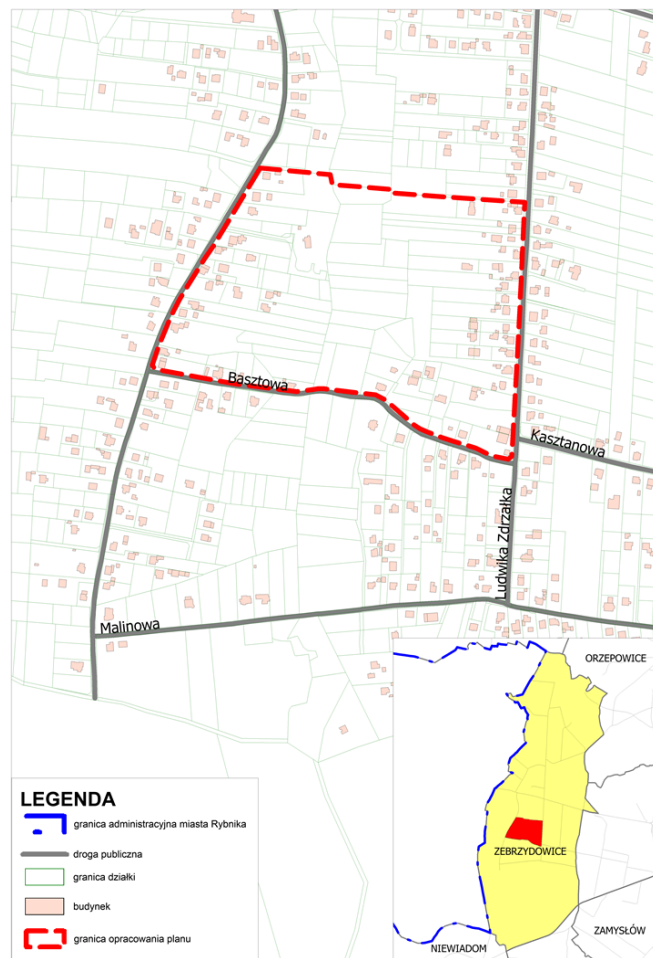 Basztowa
Kasztanowa
Ludwika Zdrzałka
Malinowa
ORZEPOWICE
ZEBRZYDOWICE
ZAMYSŁÓW
NIEWIADOM
LEGENDA
granica administracyjna miasta Rybnika
droga publiczna
granica działki
budynek
granica opracowania planu